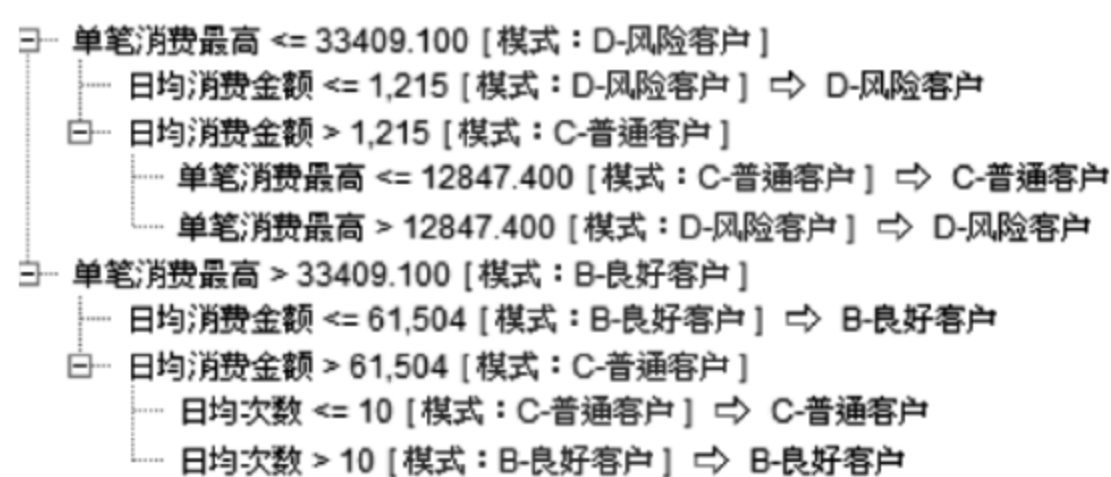 单笔消费最高 <= 33409.100 [模式：D-风险客户]
日均消费金额 <= 1,215 [模式：D-风险客户] ⇨ D-风险客户
日均消费金额 > 1,215 [模式：C-普通客户]
单笔消费最高 <= 12847.400 [模式：C-普通客户] ⇨ C-普通客户
单笔消费最高 > 12847.400 [模式：D-风险客户] ⇨ D-风险客户
单笔消费最高 > 33409.100 [模式：B-良好客户]
日均消费金额 <= 61,504 [模式：B-良好客户] ⇨ B-良好客户
日均消费金额 > 61,504 [模式：C-普通客户]
日均次数 <= 10 [模式：C-普通客户] ⇨ C-普通客户
日均次数 > 10 [模式：B-良好客户] ⇨ B-良好客户